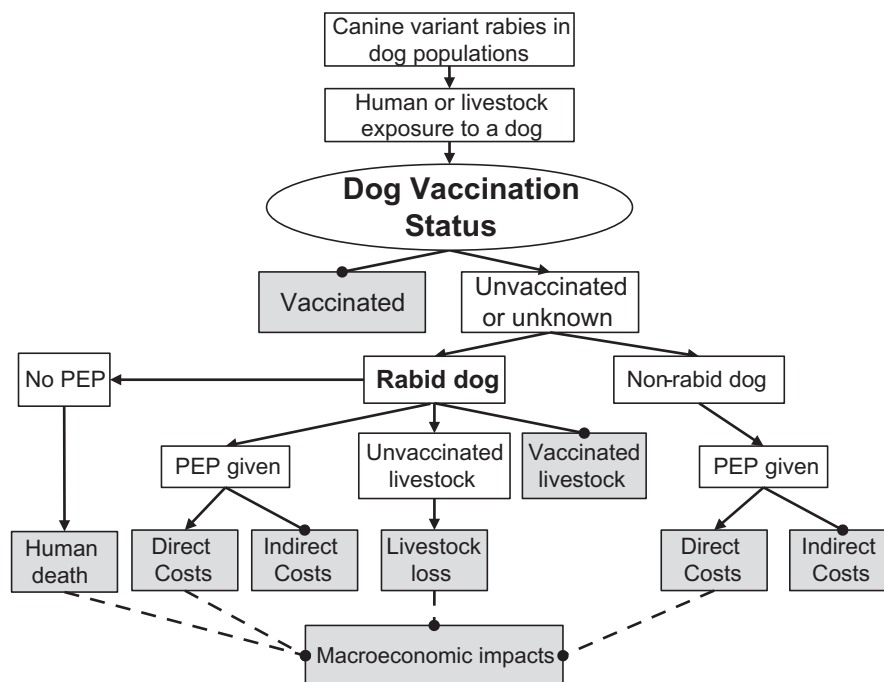 Canine variant rabies in
dog populations
Human or livestock
exposure to a dog
Dog Vaccination
Status
Vaccinated
Unvaccinated
or unknown
No PEP
Rabid dog
Non-rabid dog
PEP given
Unvaccinated
livestock
Vaccinated
livestock
PEP given
Human
death
Direct
Costs
Indirect
Costs
Livestock
loss
Direct
Costs
Indirect
Costs
Macroeconomic impacts